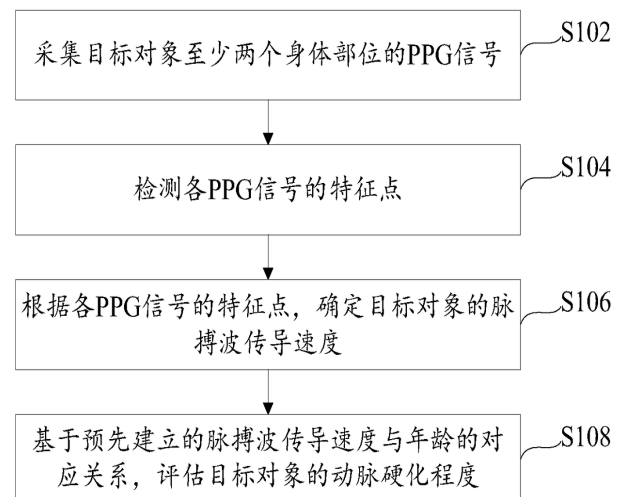 采集目标对象至少两个身体部位的PPG信号
S102
检测各PPG信号的特征点
S104
根据各PPG信号的特征点，确定目标对象的脉
搏波传导速度
S106
基于预先建立的脉搏波传导速度与年龄的对
应关系，评估目标对象的动脉硬化程度
S108